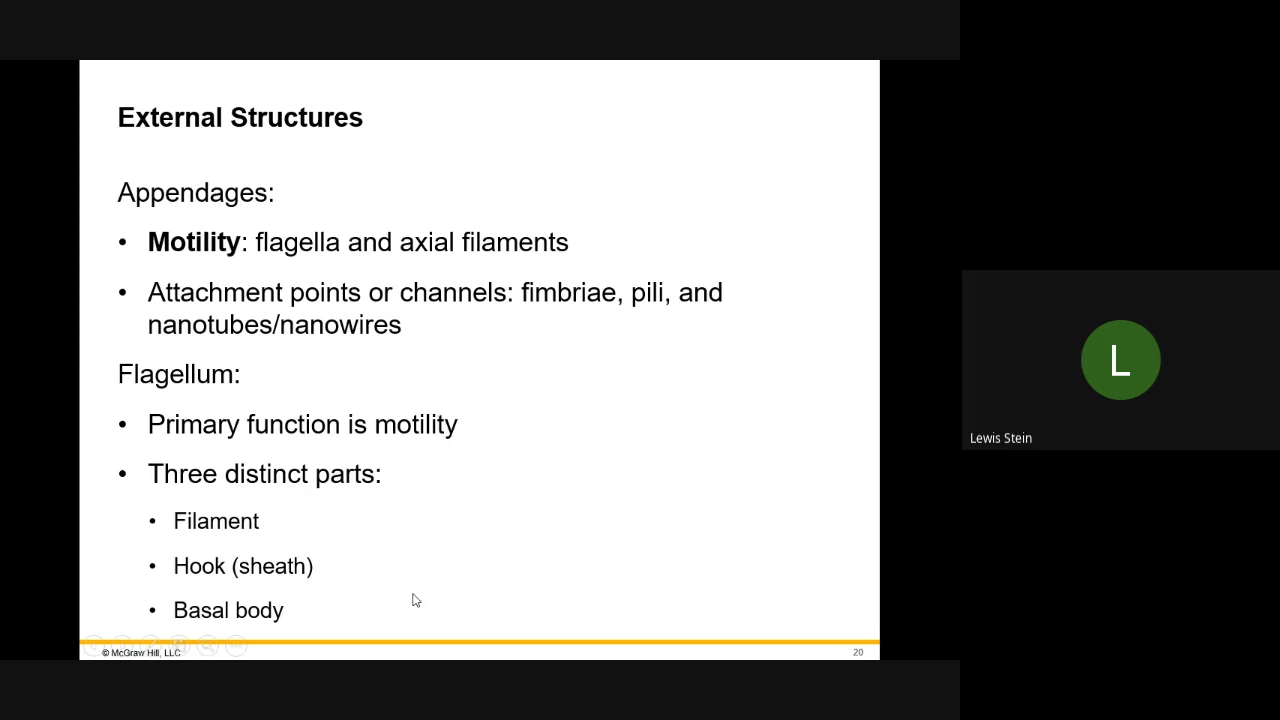 External Structures
Appendages:
• Motility: flagella and axial filaments
• Attachment points or channels: fimbriae, pili, and
nanotubes/nanowires
Flagellum:
• Primary function is motility
• Three distinct parts:
• Filament
• Hook (sheath)
• Basal body
© McGraw Hill, LLC
20
L
Lewis Stein